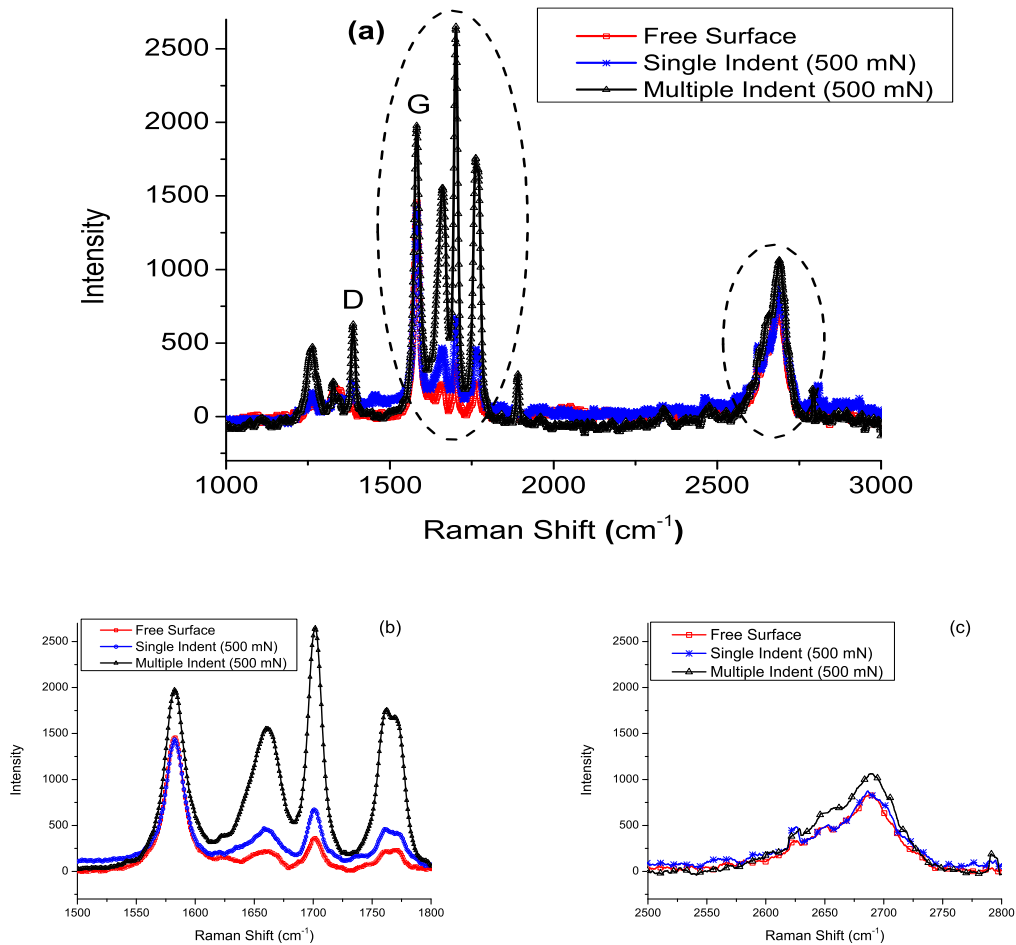 (a)
Free Surface
Single Indent (500 mN)
Multiple Indent (500 mN)
G
D
2500
2000
1500
1000
500
0
Intensity
1000 1500 2000 2500 3000
Raman Shift (cm⁻¹)
(b)
Free Surface
Single Indent (500 mN)
Multiple Indent (500 mN)
2500
2000
1500
1000
500
0
Intensity
1500 1550 1600 1650 1700 1750 1800
Raman Shift (cm⁻¹)
(c)
Free Surface
Single Indent (500 mN)
Multiple Indent (500 mN)
2500
2000
1500
1000
500
0
Intensity
2500 2550 2600 2650 2700 2750 2800
Raman Shift (cm⁻¹)